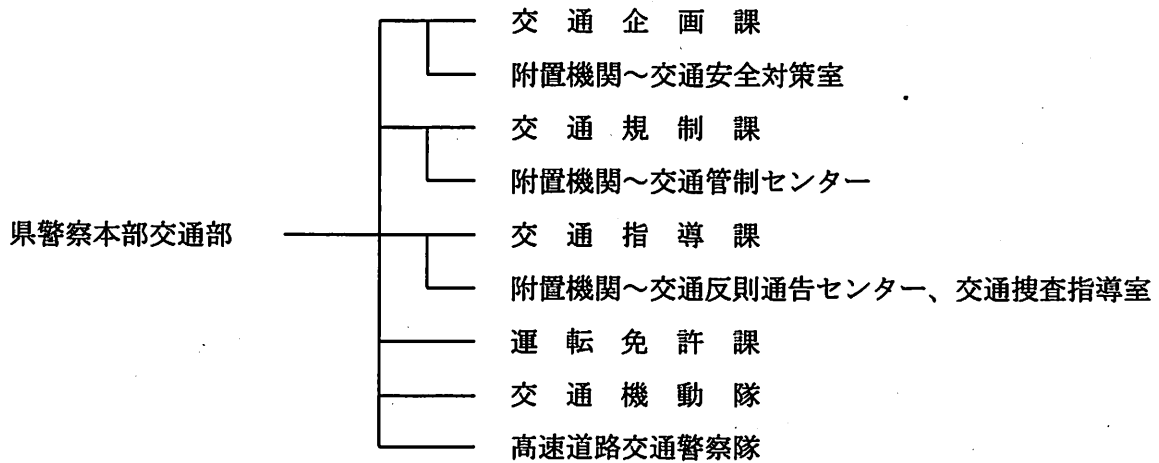 交通企画課
附置機関～交通安全対策室
交通規制課
附置機関～交通管制センター
県警察本部交通部
交通指導課
附置機関～交通反則通告センター、交通捜査指導室
運転免許課
交通機動隊
高速道路交通警察隊